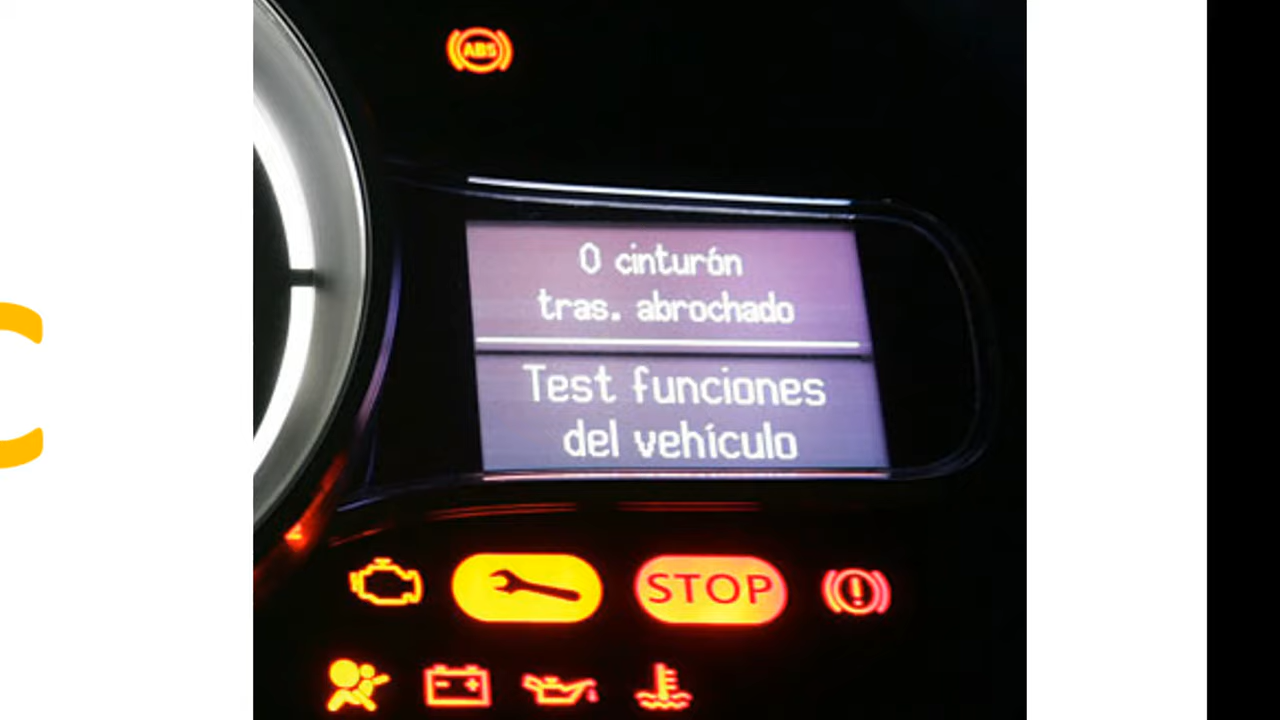 ABS
0 cinturón
tras. abrochado
Test funciones
del vehículo
STOP